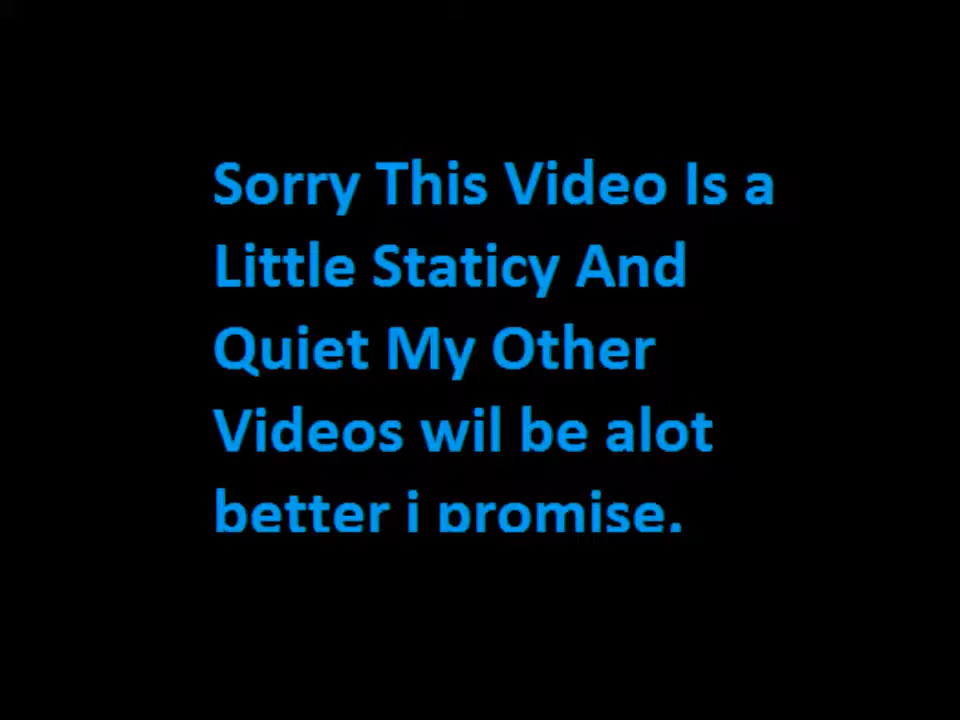 Sorry This Video Is a
Little Staticy And
Quiet My Other
Videos wil be alot
better i promise.